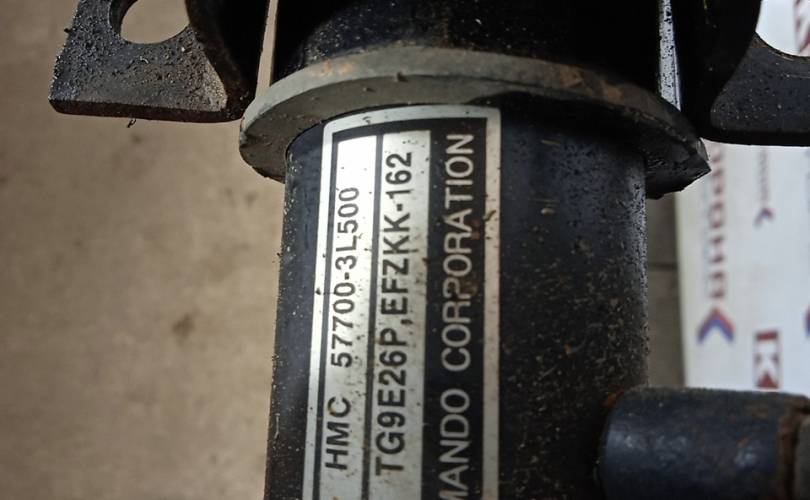 HMC 57700-3L500
TG9E26P,EFZKK-162
MANDO CORPORATION